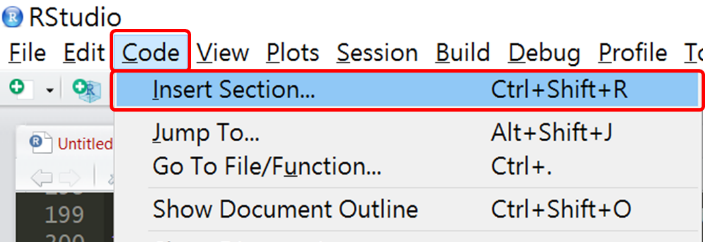 R RStudio
File Edit Code View Plots Session Build Debug Profile To
Insert Section... Ctrl+Shift+R
Jump To... Alt+Shift+J
R Untitled
Go To File/Function... Ctrl+.
199 Show Document Outline Ctrl+Shift+O
200